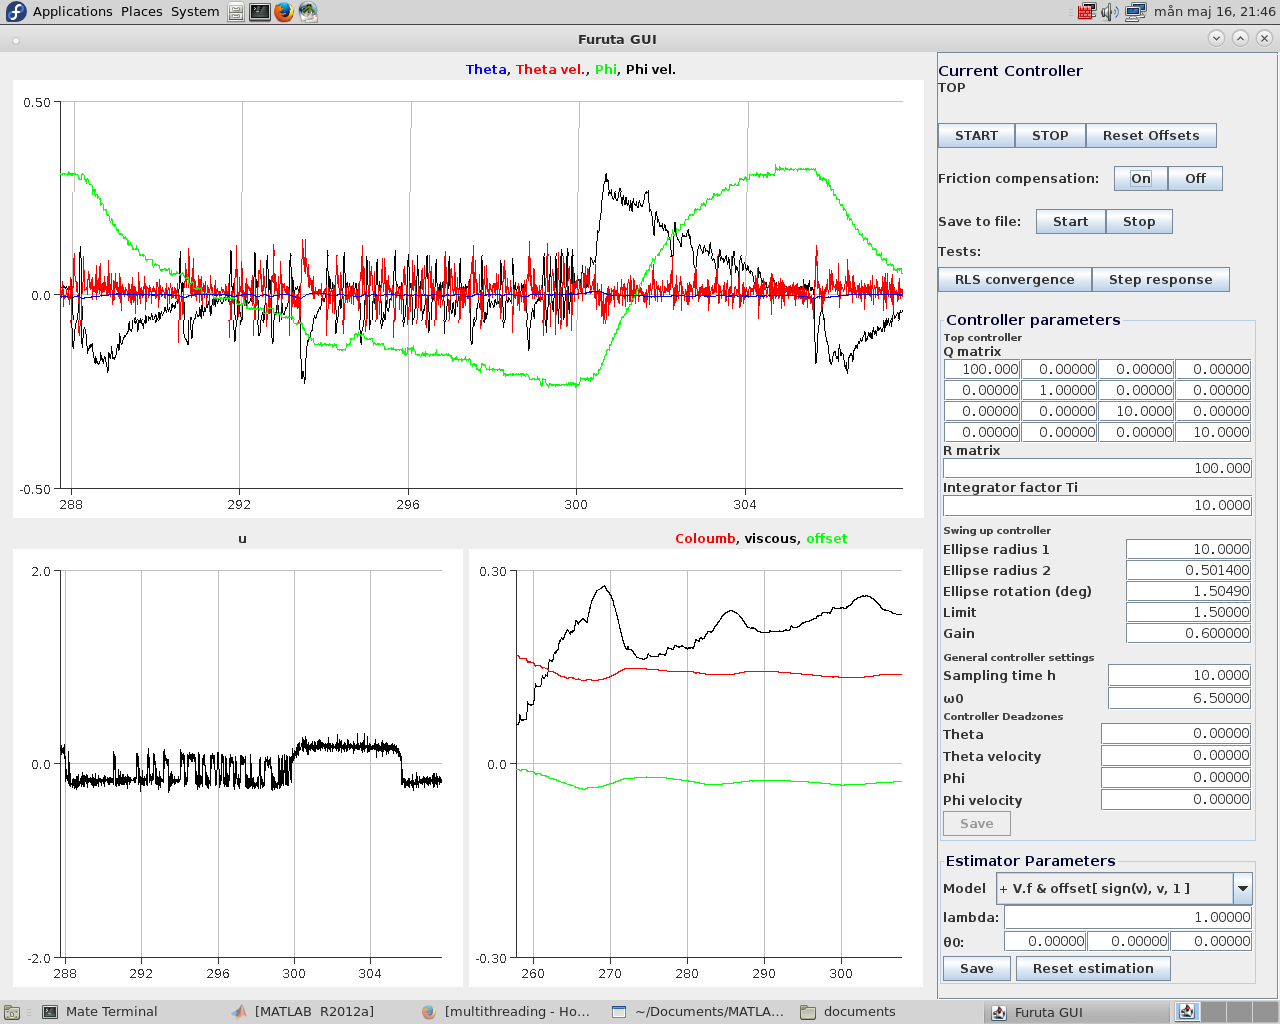 Applications Places System
mån maj 16, 21:46
Furuta GUI
Theta, Theta vel., Phi, Phi vel.
0.50
0.0
-0.50
288 292 296 300 304
u
2.0
0.0
-2.0
288 292 296 300 304
Coloumb, viscous, offset
0.30
0.0
-0.30
260 270 280 290 300
Current Controller
TOP
START STOP Reset Offsets
Friction compensation: On Off
Save to file: Start Stop
Tests:
RLS convergence Step response
Controller parameters
Top controller
Q matrix
100.000 0.00000 0.00000 0.00000
0.00000 1.00000 0.00000 0.00000
0.00000 0.00000 10.0000 0.00000
0.00000 0.00000 0.00000 10.0000
R matrix
100.000
Integrator factor Ti
10.0000
Swing up controller
Ellipse radius 1 10.0000
Ellipse radius 2 0.501400
Ellipse rotation (deg) 1.50490
Limit 1.50000
Gain 0.600000
General controller settings
Sampling time h 10.0000
ω0 6.50000
Controller Deadzones
Theta 0.00000
Theta velocity 0.00000
Phi 0.00000
Phi velocity 0.00000
Save
Estimator Parameters
Model + V.f & offset[ sign(v), v, 1 ]
lambda: 1.00000
θ0: 0.00000 0.00000 0.00000
Save Reset estimation
Mate Terminal [MATLAB R2012a] [multithreading - Ho... ~/Documents/MATLA... documents Furuta GUI